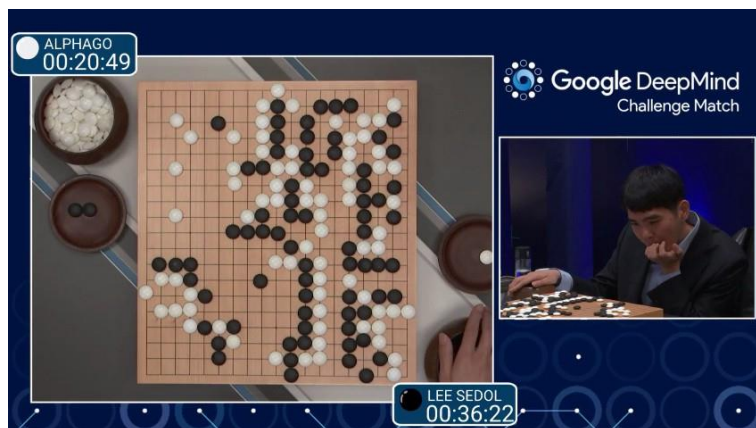 ALPHAGO
00:20:49
Google DeepMind
Challenge Match
LEE SEDOL
00:36:22